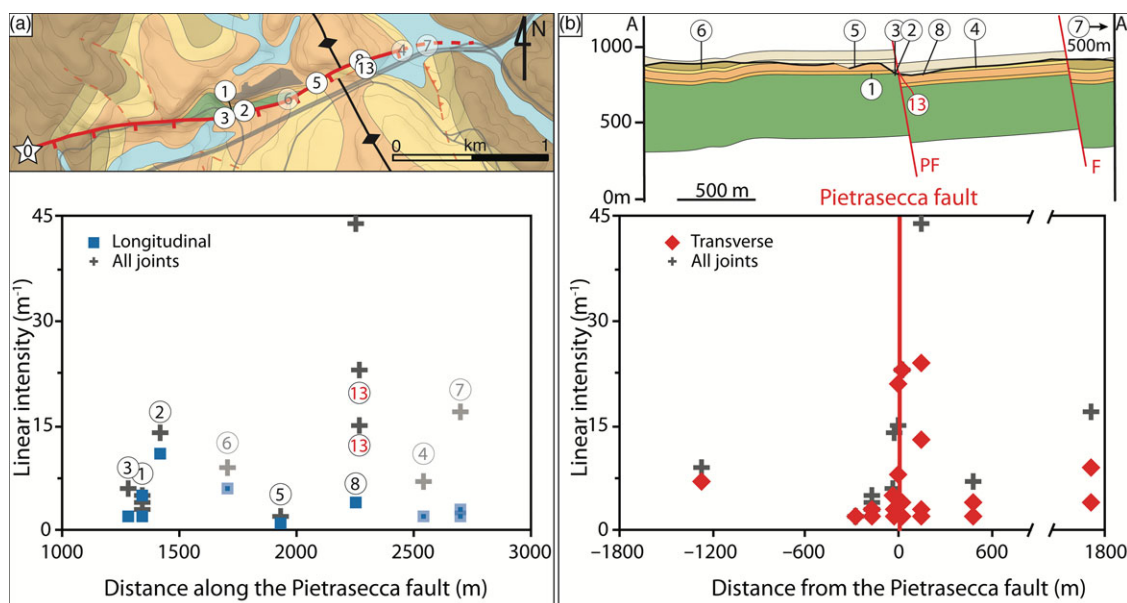 (a)
N
4
7
8
13
5
1
6
2
3
0
0 km 1
45
Longitudinal
All joints
30
15
0
Linear intensity (m⁻¹)
13
13
7
2
6
3
1
4
5
8
1000 1500 2000 2500 3000
Distance along the Pietrasecca fault (m)
(b)
A A
6 5 3 2 8 4 7
500m
1000
1
13
500
PF F
0m
500 m
Pietrasecca fault
45
Transverse
All joints
30
15
0
Linear intensity (m⁻¹)
–1800 –1200 –600 0 600 1800
Distance from the Pietrasecca fault (m)